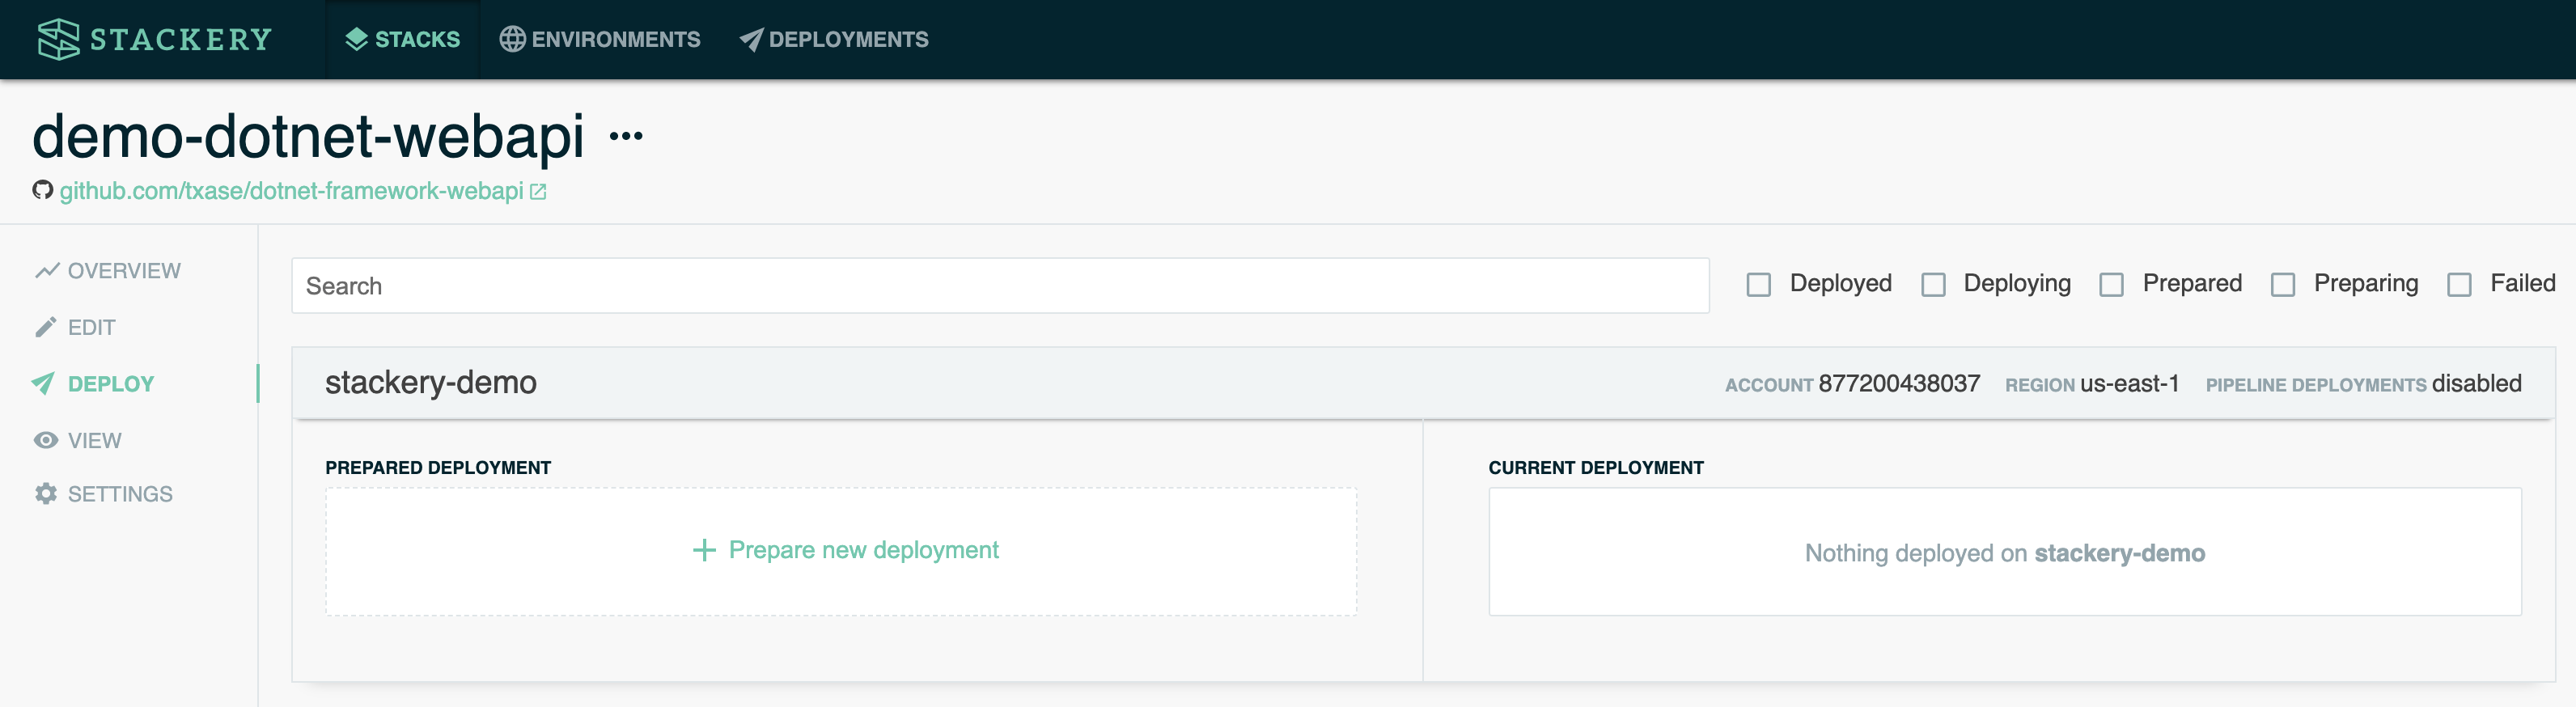 STACKERY STACKS ENVIRONMENTS DEPLOYMENTS
demo-dotnet-webapi ...
github.com/txase/dotnet-framework-webapi
OVERVIEW
EDIT
DEPLOY
VIEW
SETTINGS
Search Deployed Deploying Prepared Preparing Failed
stackery-demo ACCOUNT 877200438037 REGION us-east-1 PIPELINE DEPLOYMENTS disabled
PREPARED DEPLOYMENT
+ Prepare new deployment
CURRENT DEPLOYMENT
Nothing deployed on stackery-demo